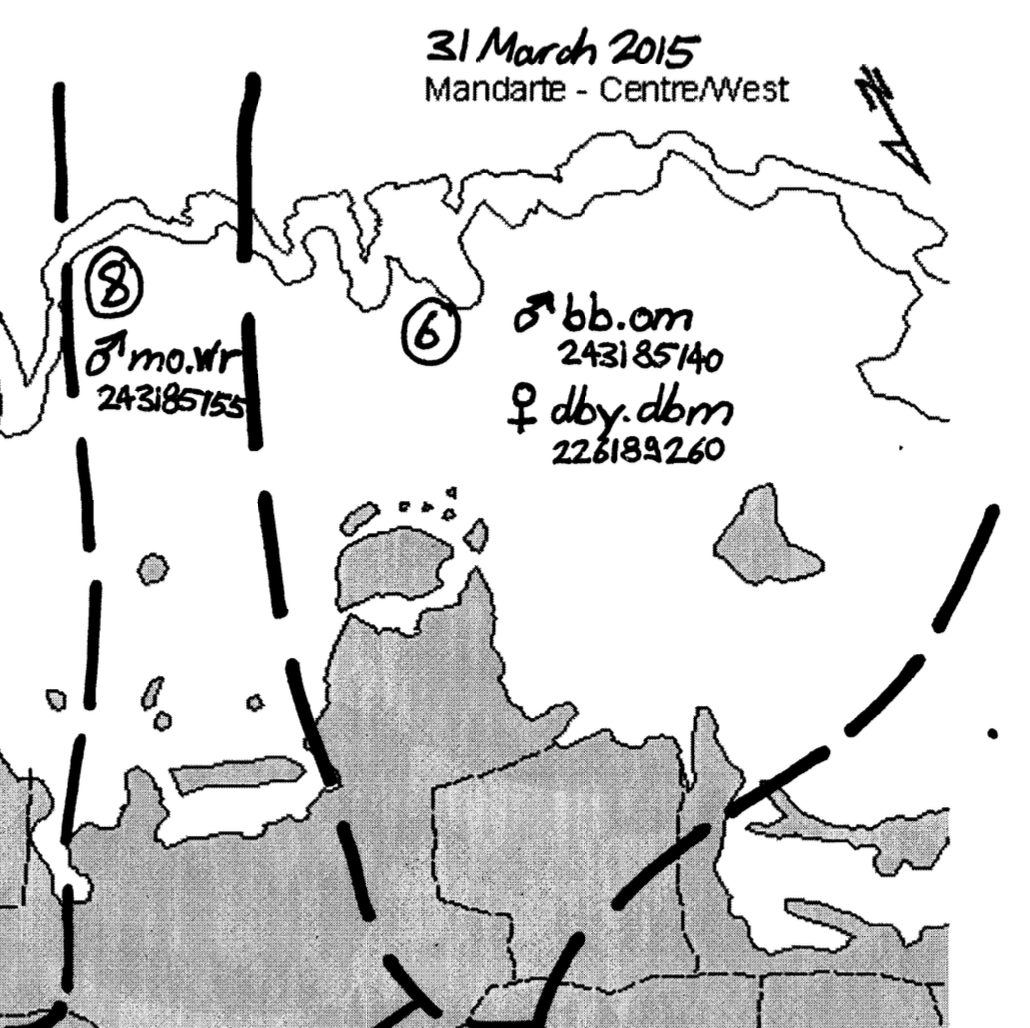 31 March 2015
Mandarte - Centre/West
N
8
♂ mo.wr
243185155
6
♂ bb.om
243185140
♀ dby.dbm
226189260